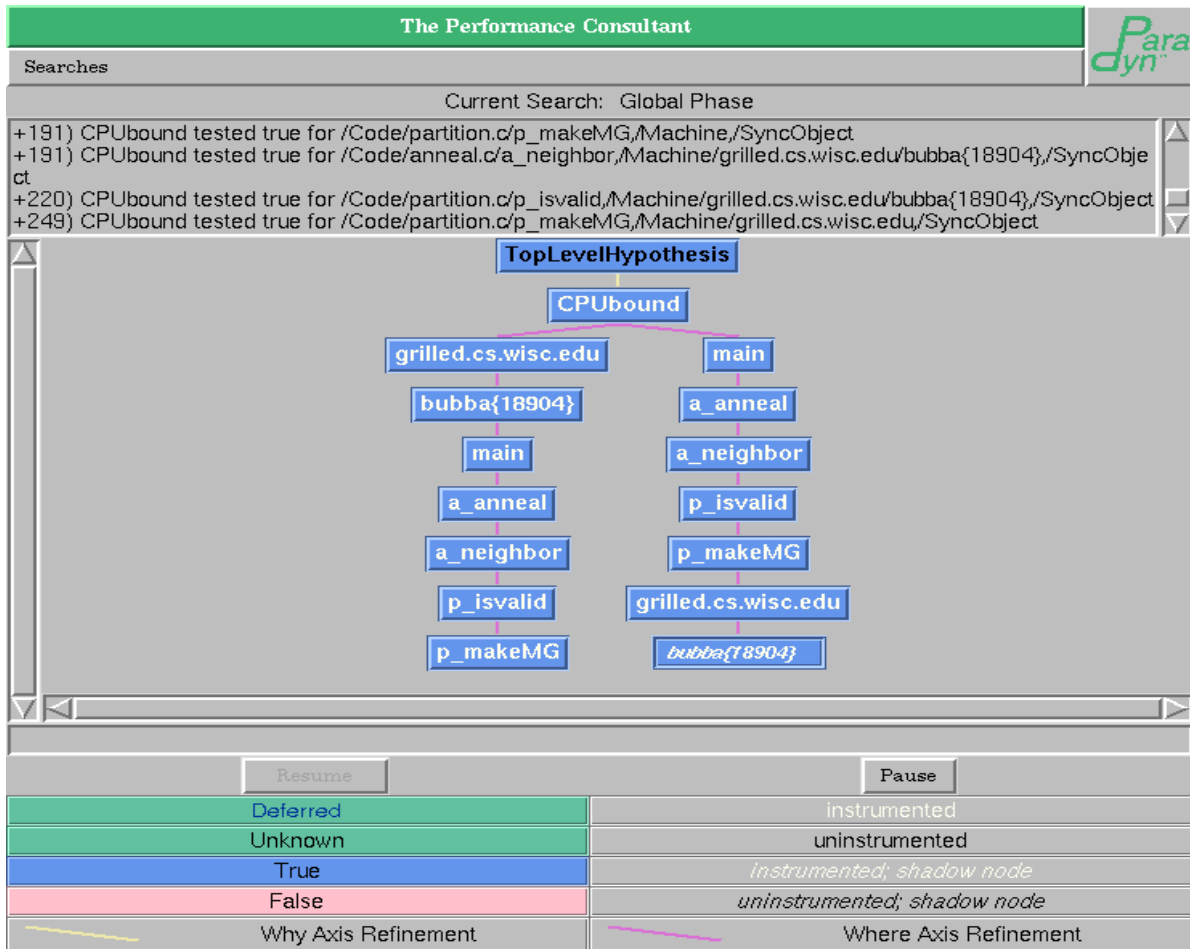 The Performance Consultant
Paradyn™
Searches
Current Search: Global Phase
+191) CPUbound tested true for /Code/partition.c/p_makeMG,/Machine,/SyncObject
+191) CPUbound tested true for /Code/anneal.c/a_neighbor,/Machine/grilled.cs.wisc.edu/bubba{18904},/SyncObje
ct
+220) CPUbound tested true for /Code/partition.c/p_isvalid,/Machine/grilled.cs.wisc.edu/bubba{18904},/SyncObject
+249) CPUbound tested true for /Code/partition.c/p_makeMG,/Machine/grilled.cs.wisc.edu,/SyncObject
TopLevelHypothesis
CPUbound
grilled.cs.wisc.edu main
bubba{18904} a_anneal
main a_neighbor
a_anneal p_isvalid
a_neighbor p_makeMG
p_isvalid grilled.cs.wisc.edu
p_makeMG bubba{18904}
Resume Pause
Deferred instrumented
Unknown uninstrumented
True instrumented; shadow node
False uninstrumented; shadow node
Why Axis Refinement Where Axis Refinement